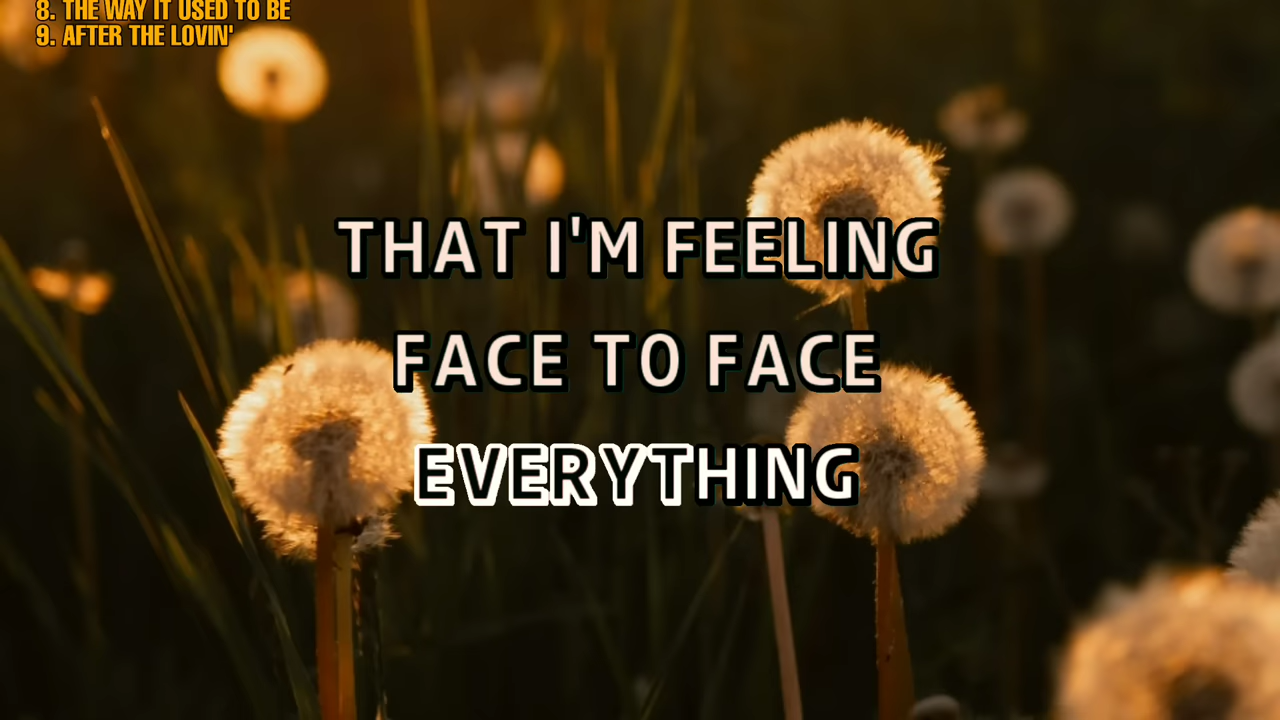 8. THE WAY IT USED TO BE
9. AFTER THE LOVIN'
THAT I'M FEELING
FACE TO FACE
EVERYTHING